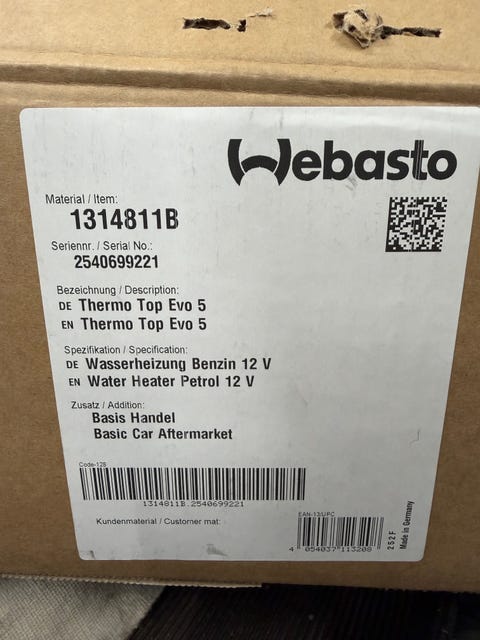 Webasto
Material / Item:
1314811B
Seriennr. / Serial No.:
2540699221
Bezeichnung / Description:
DE Thermo Top Evo 5
EN Thermo Top Evo 5
Spezifikation / Specification:
DE Wasserheizung Benzin 12 V
EN Water Heater Petrol 12 V
Zusatz / Addition:
Basis Handel
Basic Car Aftermarket
Code-128
1314811B.2540699221
Kundenmaterial / Customer mat:
EAN-13/UPC
4 054037 113208
252F
Made in Germany